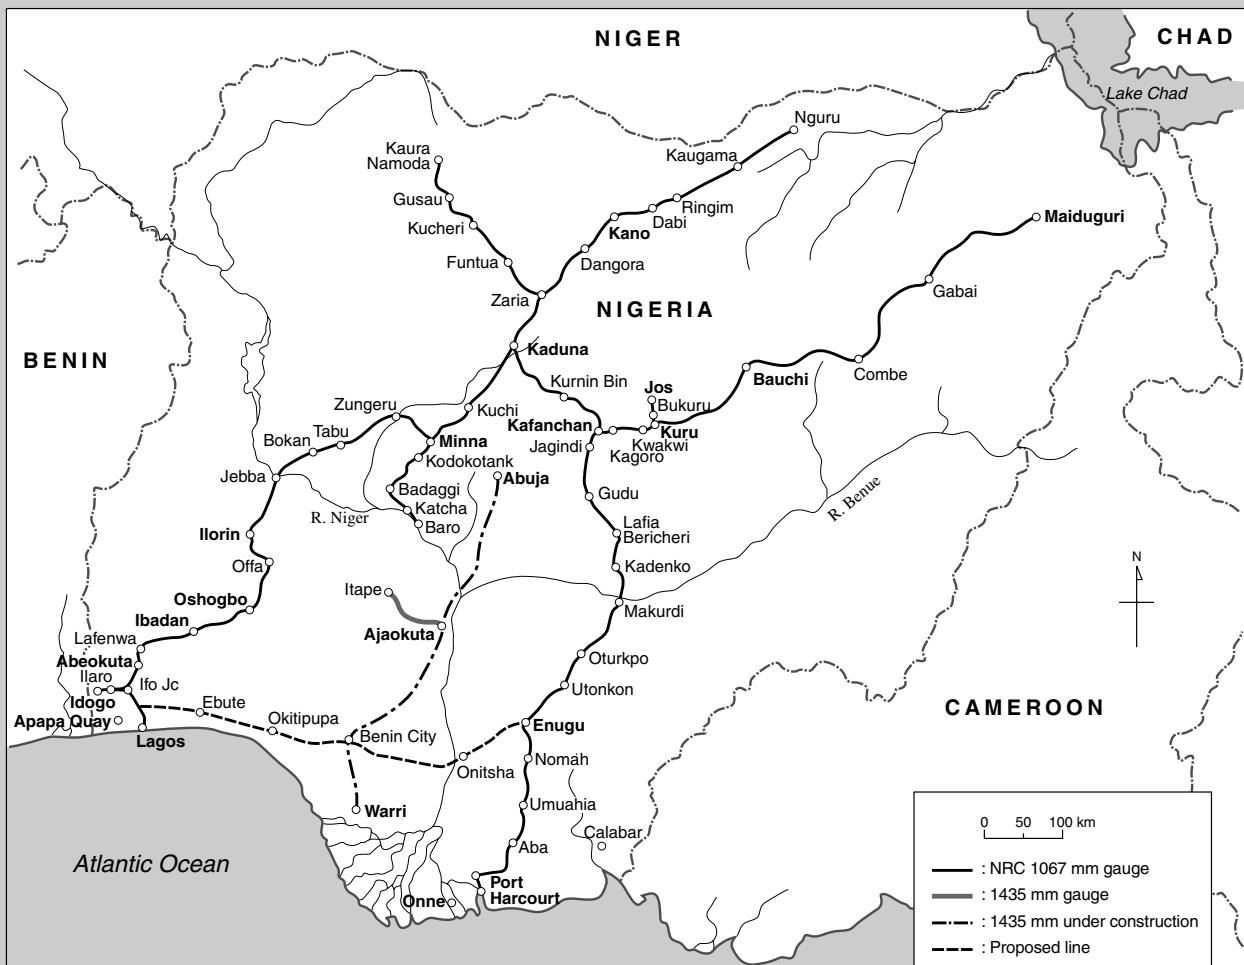 NIGER
CHAD
Lake Chad
Nguru
Kaura
Namoda
Kaugama
Gusau
Ringim
Kucheri
Dabi
Kano
Maiduguri
Funtua
Dangora
Zaria
Gabai
NIGERIA
BENIN
Kaduna
Combe
Bauchi
Kurnin Bin
Jos
Bukuru
Zungeru
Kuchi
Kafanchan
Kuru
Tabu
Bokan
Minna
Jagindi
Kwakwi
Kagoro
Kodokotank
Jebba
Abuja
Badaggi
Gudu
R. Benue
Katcha
R. Niger
Baro
Lafia
Bericheri
Ilorin
Offa
Kadenko
N
Itape
Oshogbo
Makurdi
Ibadan
Ajaokuta
Lafenwa
Oturkpo
Abeokuta
Ilaro
Ifo Jc
Utonkon
Idogo
Ebute
CAMEROON
Apapa Quay
Okitipupa
Enugu
Lagos
Benin City
Nomah
Onitsha
Umuahia
Warri
0 50 100 km
Calabar
Aba
Atlantic Ocean
: NRC 1067 mm gauge
Port
Harcourt
: 1435 mm gauge
Onne
: 1435 mm under construction
: Proposed line